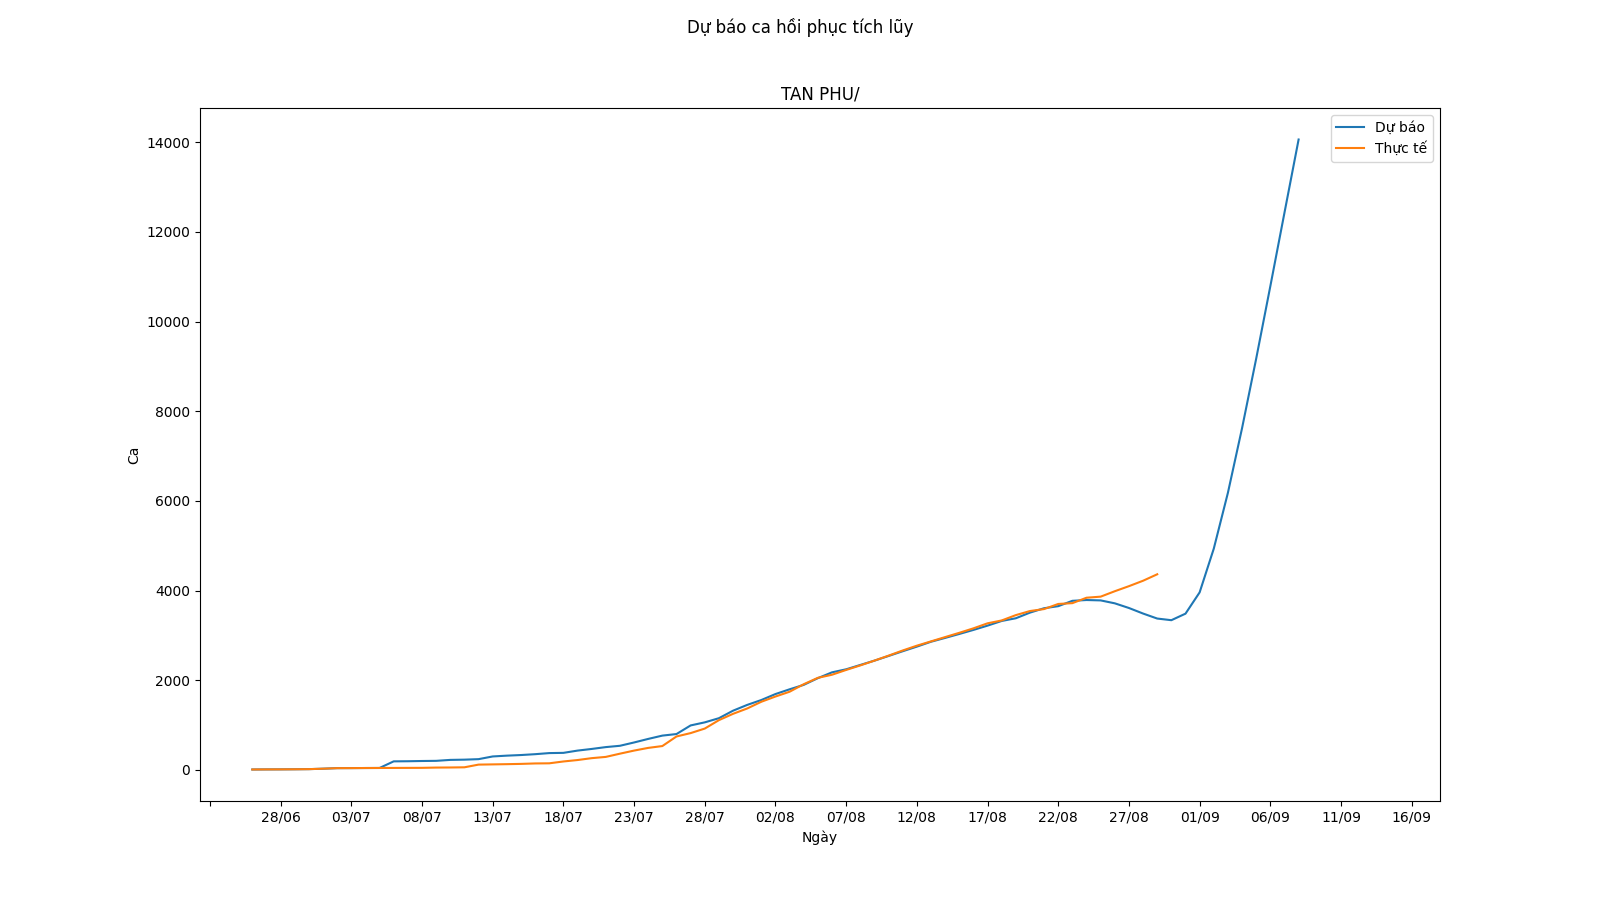 Dự báo ca hồi phục tích lũy
TAN PHU/
Dự báo
Thực tế
14000
12000
10000
8000
6000
4000
2000
0
Ca
28/06 03/07 08/07 13/07 18/07 23/07 28/07 02/08 07/08 12/08 17/08 22/08 27/08 01/09 06/09 11/09 16/09
Ngày